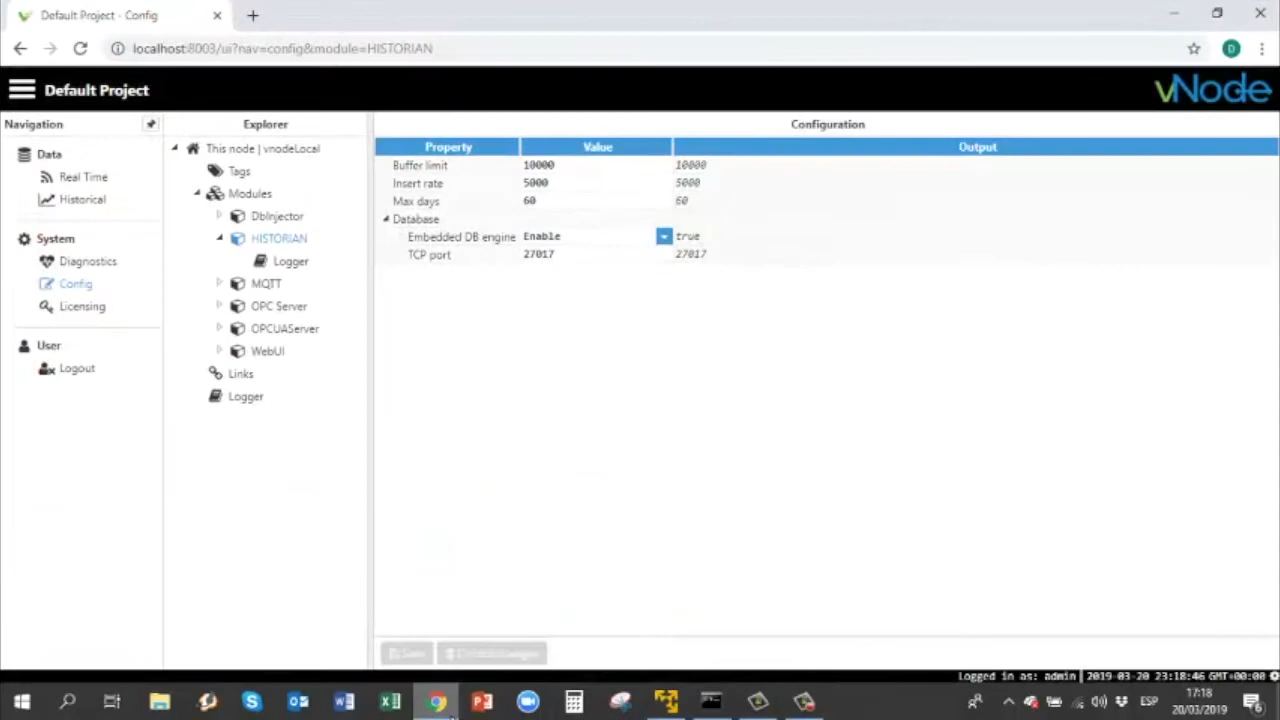 Default Project - Config
localhost:8003/ui?nav=config&module=HISTORIAN
D
Default Project
vNode
Navigation
Explorer
Configuration
Data
Real Time
Historical
System
Diagnostics
Config
Licensing
User
Logout
This node | vnodeLocal
Tags
Modules
DbInjector
HISTORIAN
Logger
MQTT
OPC Server
OPCUAServer
WebUI
Links
Logger
Property Value Output
Buffer limit 10000 10000
Insert rate 5000 5000
Max days 60 60
Database
Embedded DB engine Enable true
TCP port 27017 27017
Save
Logged in as: admin | 2019-03-20 23:18:46 GMT+00:00
ESP
17:18
20/03/2019
6